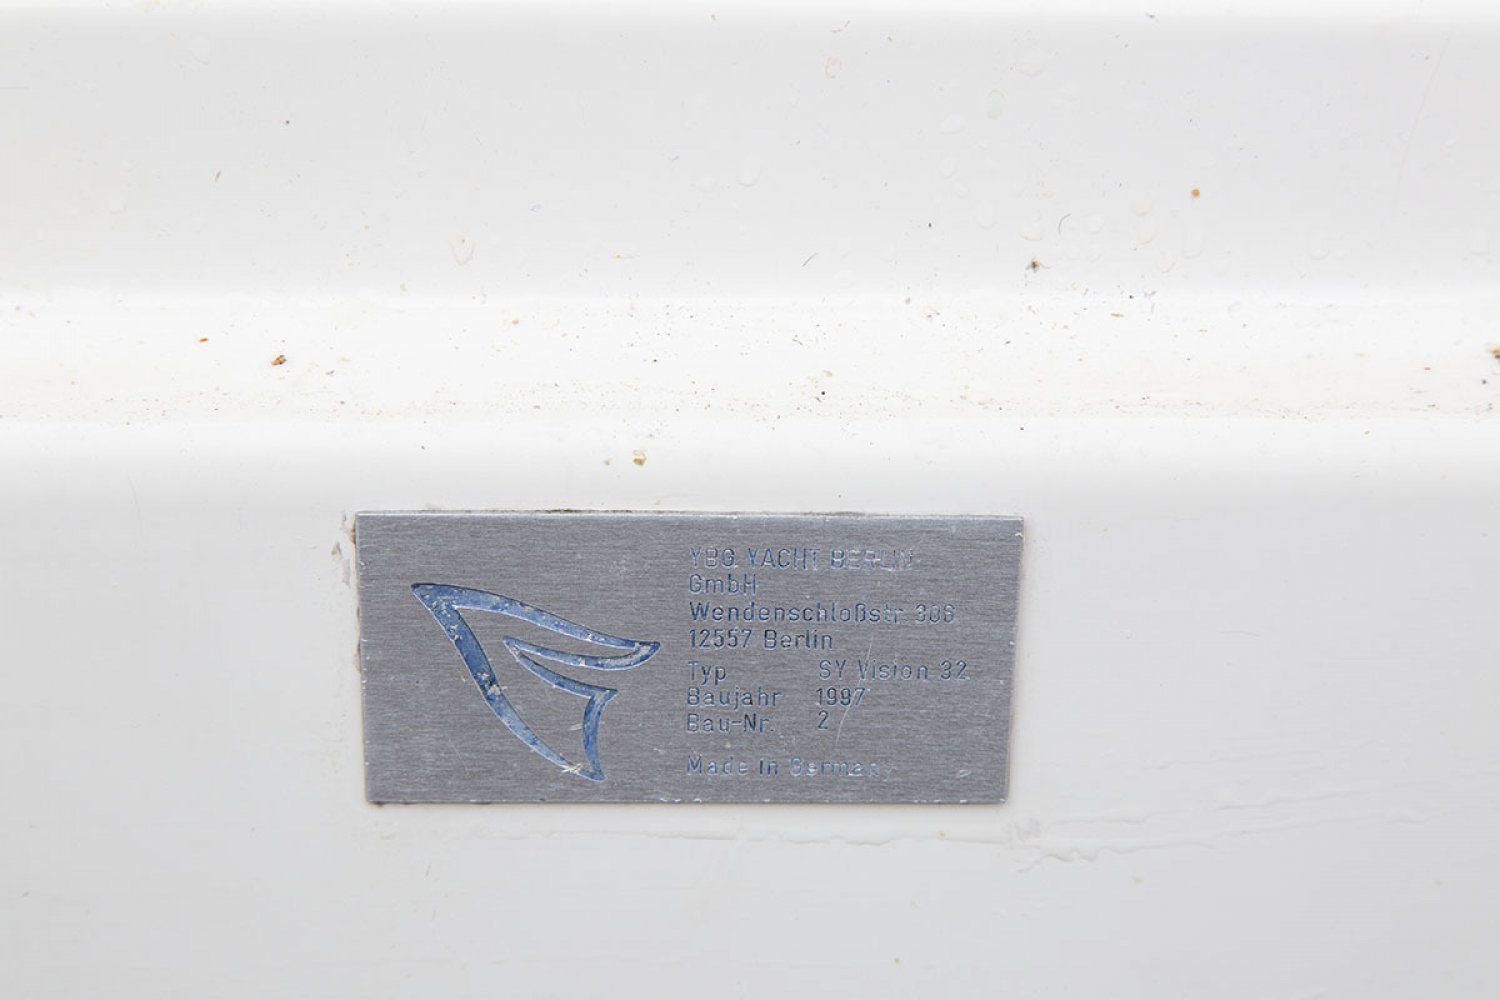 YBG YACHT BERLIN
GmbH
Wendenschloßstr. 306
12557 Berlin
Typ SY Vision 32
Baujahr 1997
Bau-Nr. 2
Made in Germany